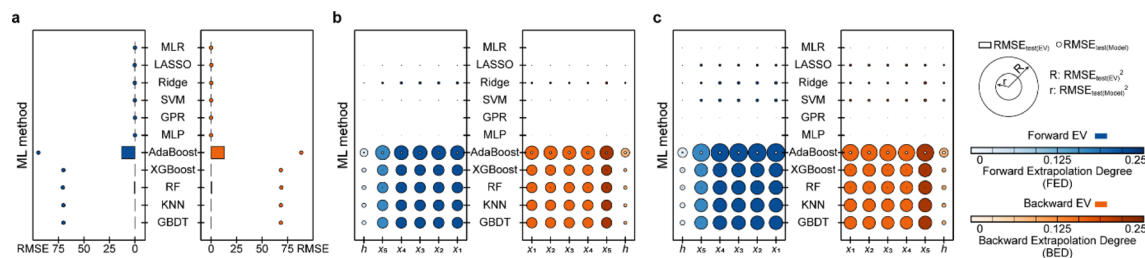 a
b
c
ML method
MLR
LASSO
Ridge
SVM
GPR
MLP
AdaBoost
XGBoost
RF
KNN
GBDT
RMSE 75 50 25 0
0 25 50 75 RMSE
ML method
MLR
LASSO
Ridge
SVM
GPR
MLP
AdaBoost
XGBoost
RF
KNN
GBDT
h x₅ x₄ x₃ x₂ x₁
x₁ x₂ x₃ x₄ x₅ h
ML method
MLR
LASSO
Ridge
SVM
GPR
MLP
AdaBoost
XGBoost
RF
KNN
GBDT
h x₅ x₄ x₃ x₂ x₁
x₁ x₂ x₃ x₄ x₅ h
RMSEtest(EV) RMSEtest(Model)
R
r
R: RMSEtest(EV)²
r: RMSEtest(Model)²
Forward EV
0 0.125 0.25
Forward Extrapolation Degree
(FED)
Backward EV
0 0.125 0.25
Backward Extrapolation Degree
(BED)